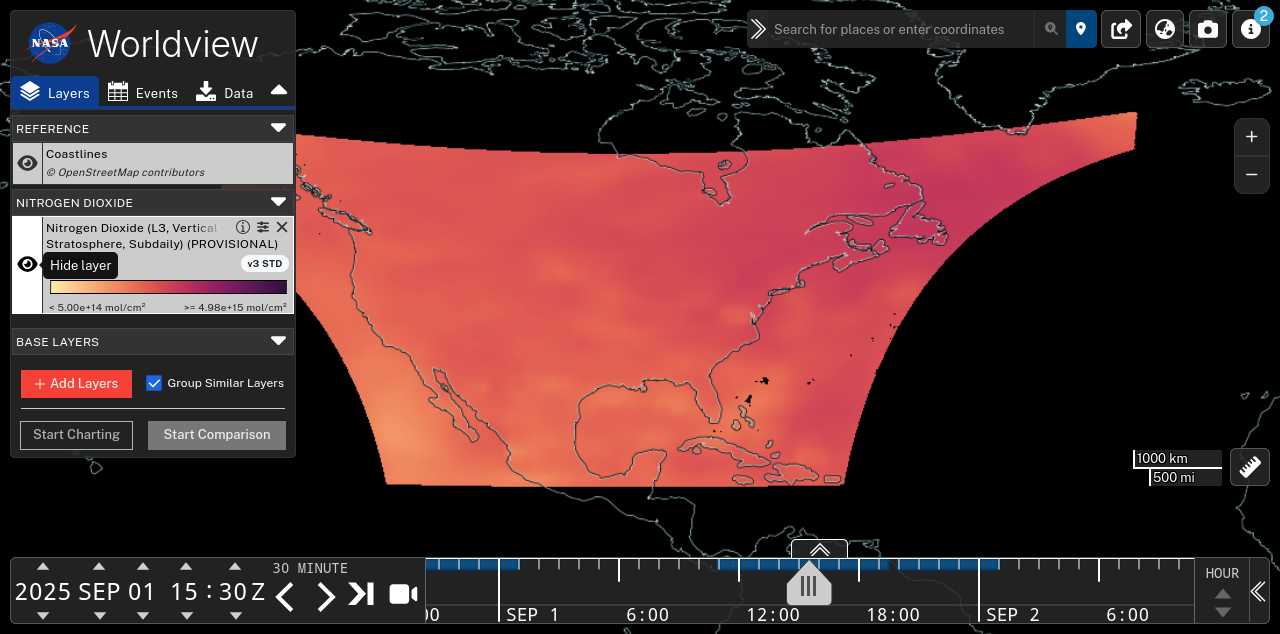 NASA
Worldview
Layers
Events
Data
REFERENCE
Coastlines
© OpenStreetMap contributors
NITROGEN DIOXIDE
Nitrogen Dioxide (L3, Vertical
Stratosphere, Subdaily) (PROVISIONAL)
Hide layer
v3 STD
< 5.00e+14 mol/cm²
>= 4.98e+15 mol/cm²
BASE LAYERS
+ Add Layers
Group Similar Layers
Start Charting
Start Comparison
Search for places or enter coordinates
2
+
−
1000 km
500 mi
2025 SEP 01 15 : 30 Z
30 MINUTE
SEP 1
6:00
12:00
18:00
SEP 2
6:00
HOUR